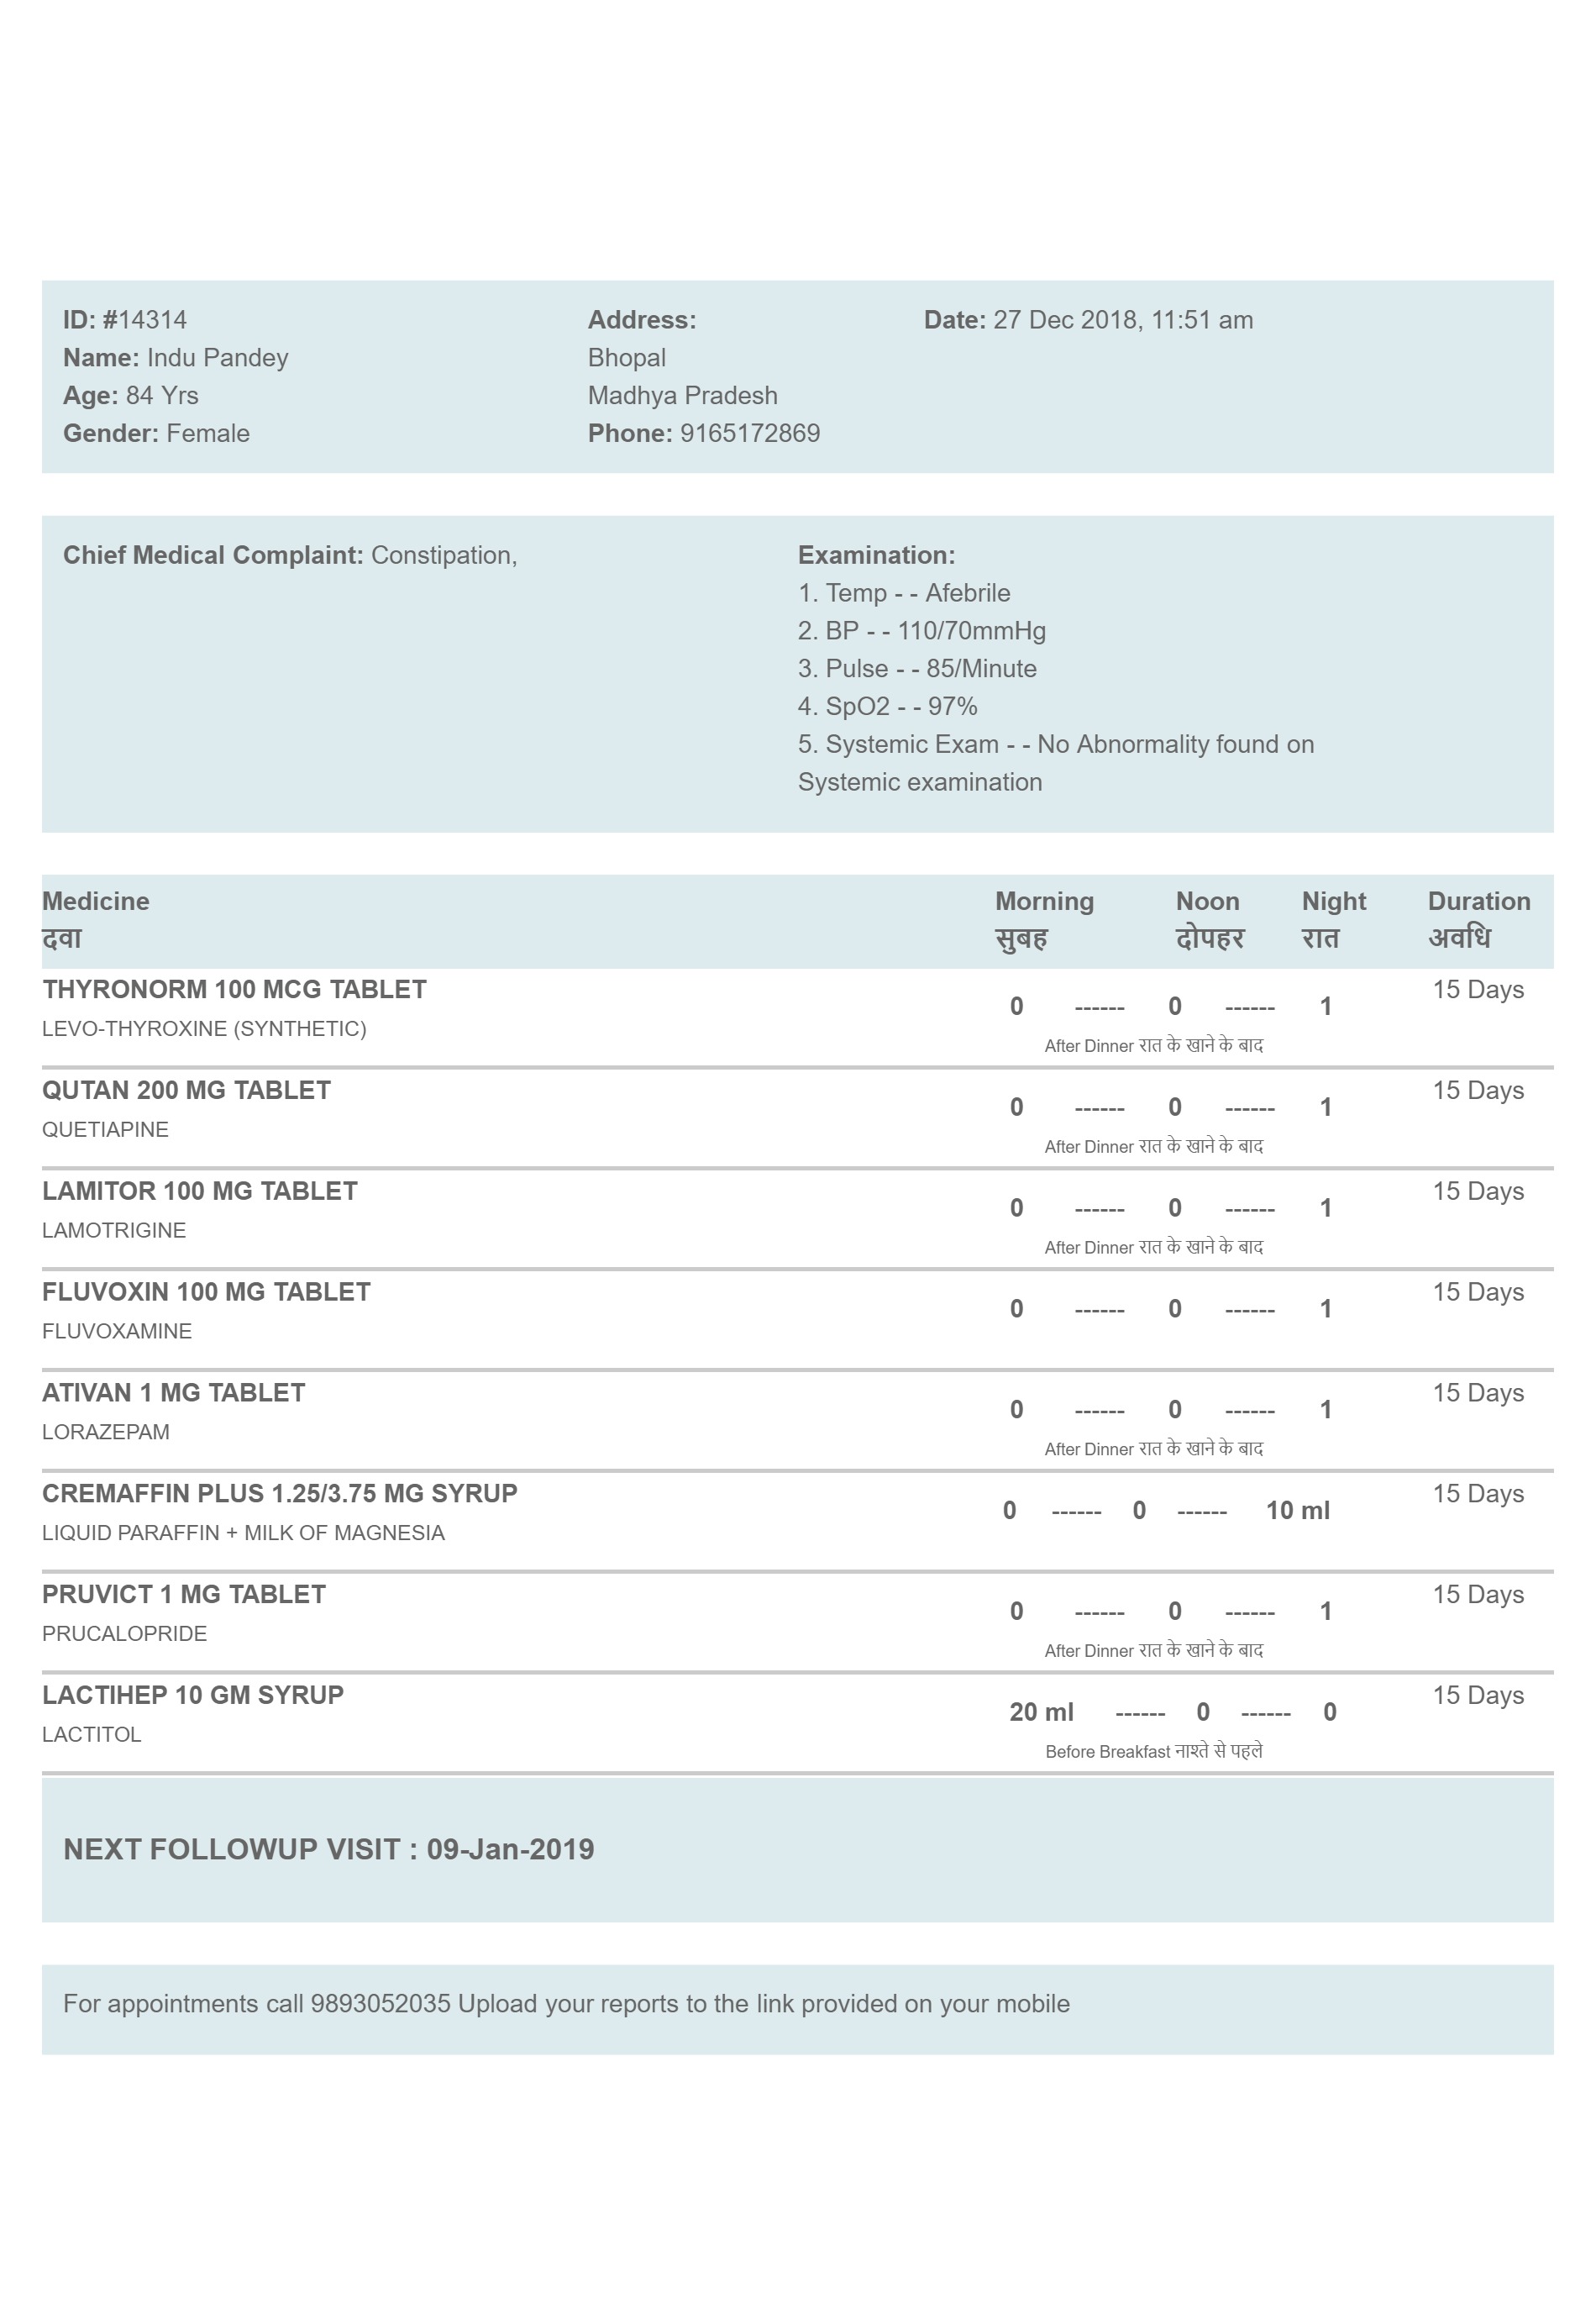 ID: #14314
Name: Indu Pandey
Age: 84 Yrs
Gender: Female
Address:
Bhopal
Madhya Pradesh
Phone: 9165172869
Date: 27 Dec 2018, 11:51 am
Chief Medical Complaint: Constipation,
Examination:
1. Temp - - Afebrile
2. BP - - 110/70mmHg
3. Pulse - - 85/Minute
4. SpO2 - - 97%
5. Systemic Exam - - No Abnormality found on
Systemic examination
Medicine Morning Noon Night Duration
दवा सुबह दोपहर रात अवधि
THYRONORM 100 MCG TABLET 15 Days
0 ------ 0 ------ 1
LEVO-THYROXINE (SYNTHETIC)
After Dinner रात के खाने के बाद
QUTAN 200 MG TABLET 15 Days
0 ------ 0 ------ 1
QUETIAPINE
After Dinner रात के खाने के बाद
LAMITOR 100 MG TABLET 15 Days
0 ------ 0 ------ 1
LAMOTRIGINE
After Dinner रात के खाने के बाद
FLUVOXIN 100 MG TABLET 15 Days
0 ------ 0 ------ 1
FLUVOXAMINE
ATIVAN 1 MG TABLET 15 Days
0 ------ 0 ------ 1
LORAZEPAM
After Dinner रात के खाने के बाद
CREMAFFIN PLUS 1.25/3.75 MG SYRUP 15 Days
0 ------ 0 ------ 10 ml
LIQUID PARAFFIN + MILK OF MAGNESIA
PRUVICT 1 MG TABLET 15 Days
0 ------ 0 ------ 1
PRUCALOPRIDE
After Dinner रात के खाने के बाद
LACTIHEP 10 GM SYRUP 15 Days
20 ml ------ 0 ------ 0
LACTITOL
Before Breakfast नाश्ते से पहले
NEXT FOLLOWUP VISIT : 09-Jan-2019
For appointments call 9893052035 Upload your reports to the link provided on your mobile